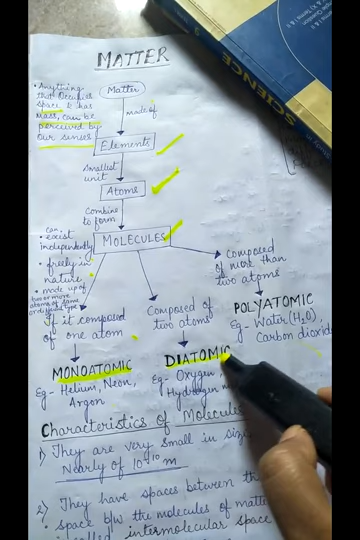 MATTER
• Anything
that Occupies
space & has
mass, can be
perceived by
Our senses
Matter
made of
Elements
Smallest
unit
Atoms
Combine
to form
MOLECULES
can
• exist
independently
• freely in
nature
• made up of
two or more
atoms of same
or different type
If it composed
of one atom
MONOATOMIC
Eg- Helium, Neon,
Argon
Composed of
two atoms
DIATOMIC
Eg- Oxygen
Hydrogen
Composed
of more than
two atoms
POLYATOMIC
Eg- Water (H2O),
Carbon dioxide
Characteristics of Molecules
1) They are very small in size
Nearly of 10-10 m
2) They have spaces between th
• space b/w the molecules of matte
is called intermolecular space
SCIENCE